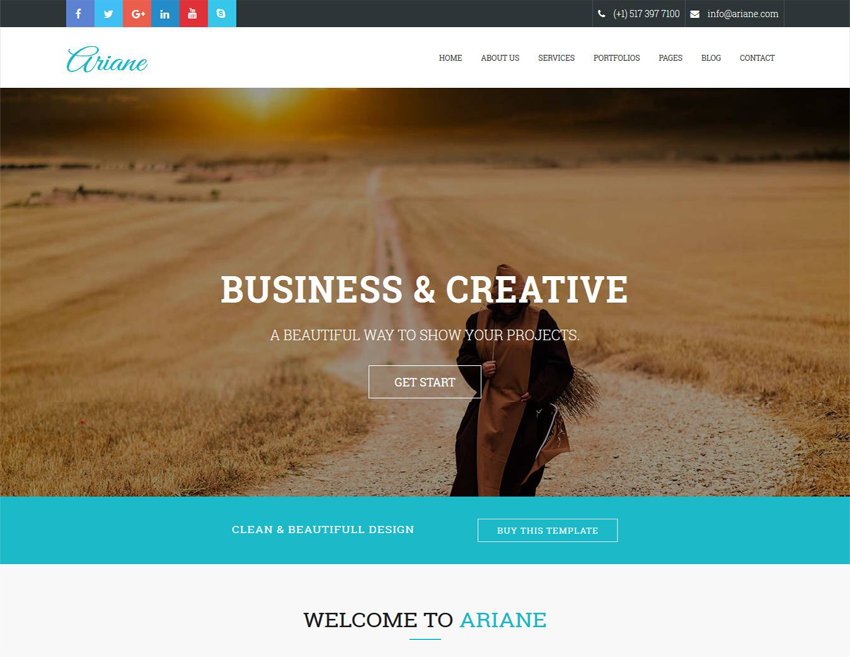 (+1) 517 397 7100 info@ariane.com
Ariane
HOME ABOUT US SERVICES PORTFOLIOS PAGES BLOG CONTACT
BUSINESS & CREATIVE
A BEAUTIFUL WAY TO SHOW YOUR PROJECTS.
GET START
CLEAN & BEAUTIFULL DESIGN BUY THIS TEMPLATE
WELCOME TO ARIANE